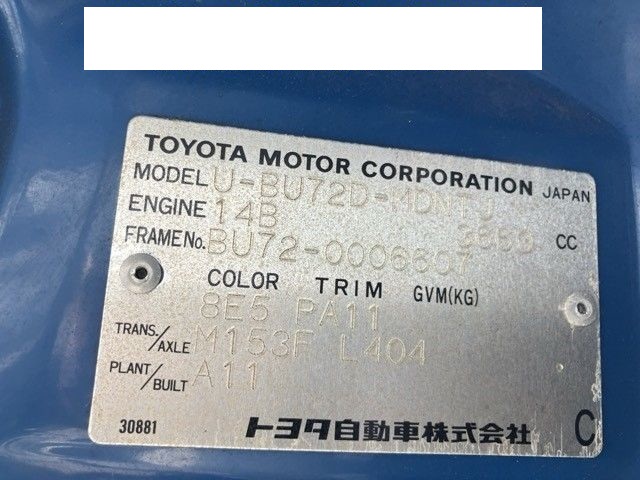 TOYOTA MOTOR CORPORATION JAPAN
MODEL U-BU72D-MDNTJ
ENGINE 14B 3660 CC
FRAME No. BU72-0006607
COLOR TRIM GVM(KG)
8E5 PA11
TRANS./AXLE M153F L404
PLANT/BUILT A11
30881 トヨタ自動車株式会社 C